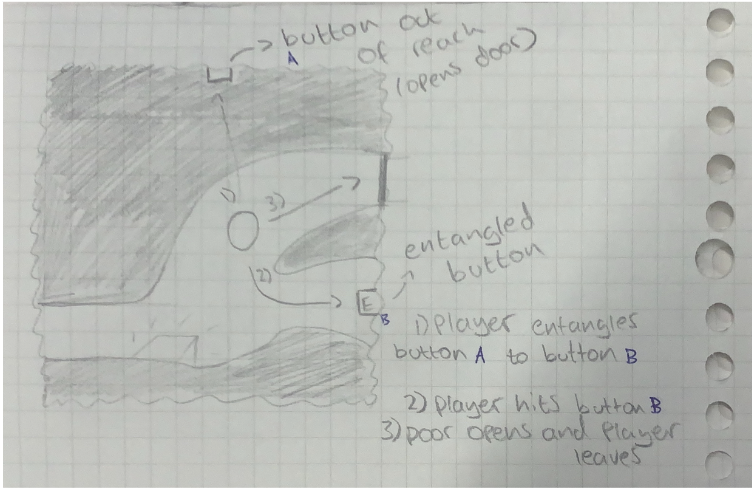 button out
A
of reach
(opens door)
1)
3)
2)
E
B
entangled
button
1) Player entangles
button A to button B
2) player hits button B
3) Door opens and Player
leaves